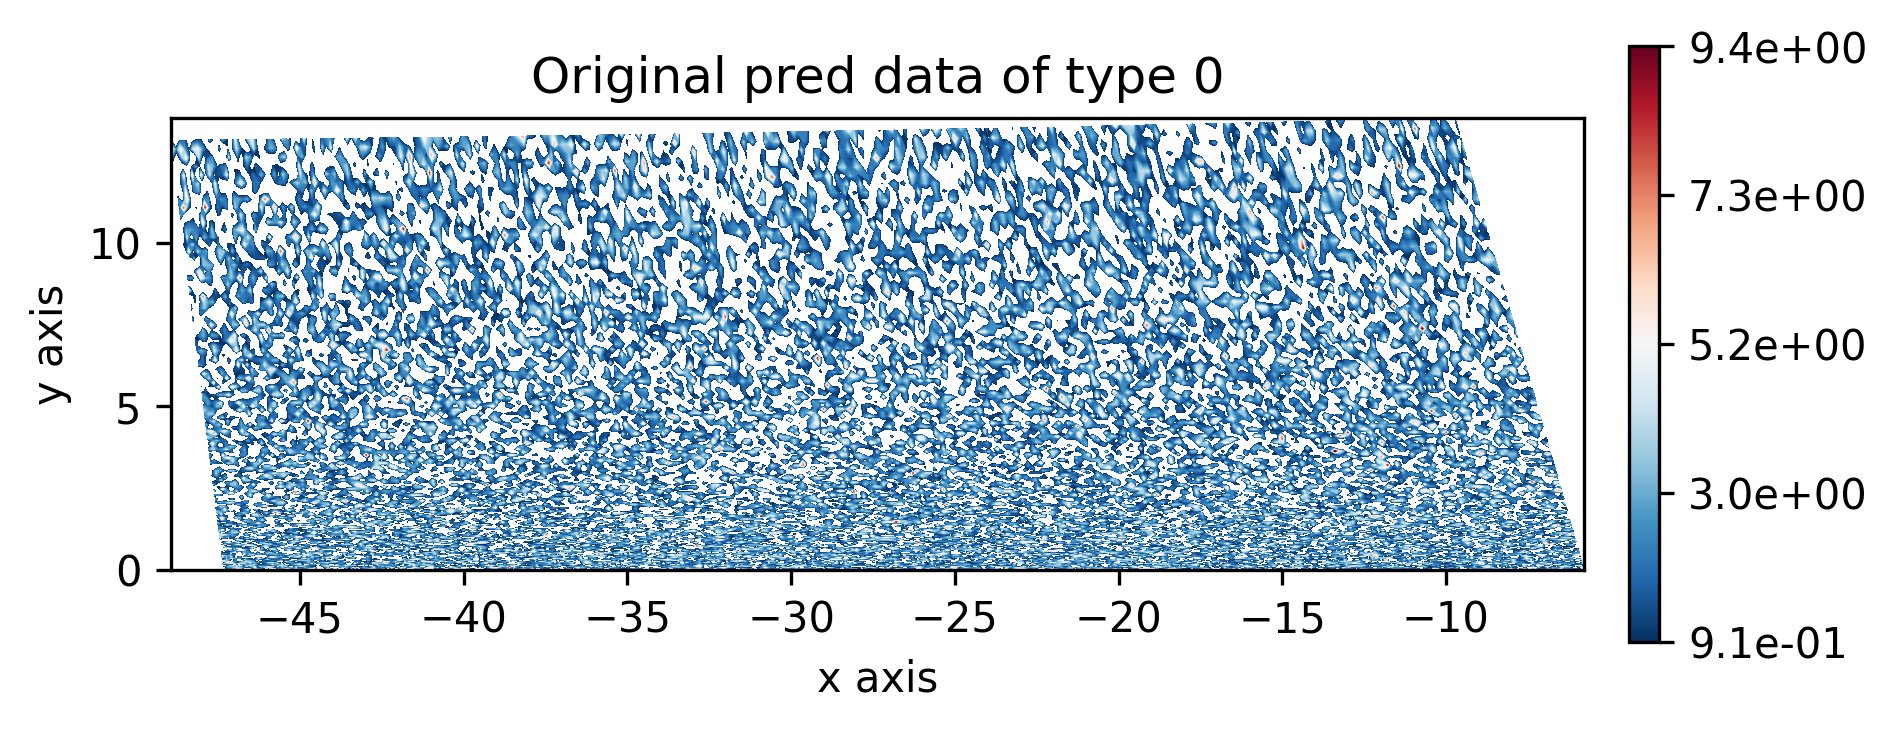 Original pred data of type 0
9.4e+00
7.3e+00
5.2e+00
3.0e+00
9.1e-01
y axis
10
5
0
−45 −40 −35 −30 −25 −20 −15 −10
x axis